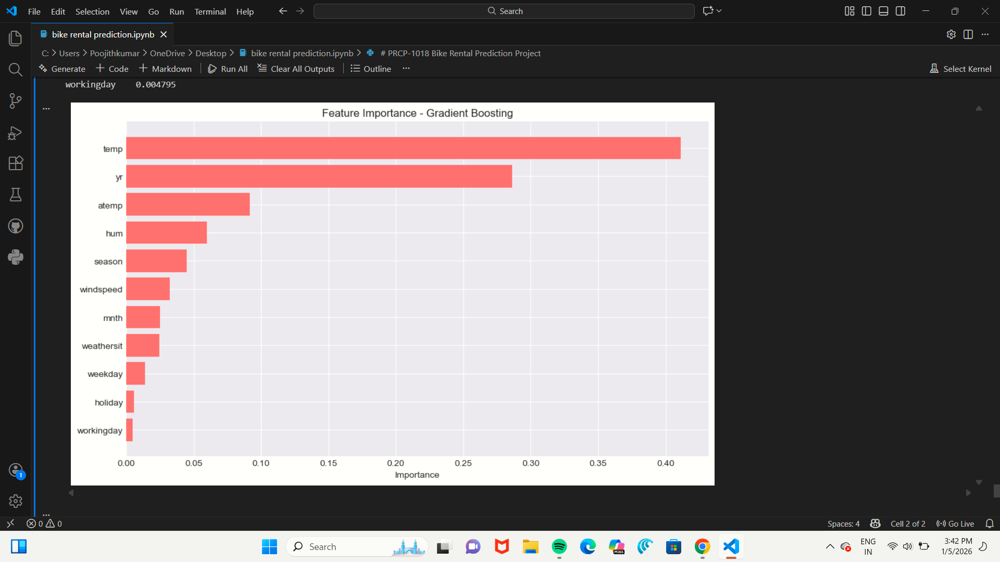 File Edit Selection View Go Run Terminal Help
Search
bike rental prediction.ipynb
C: > Users > Poojithkumar > OneDrive > Desktop > bike rental prediction.ipynb > # PRCP-1018 Bike Rental Prediction Project
Generate + Code + Markdown Run All Clear All Outputs Outline ...
Select Kernel
workingday 0.004795
Feature Importance - Gradient Boosting
temp
yr
atemp
hum
season
windspeed
mnth
weathersit
weekday
holiday
workingday
0.00 0.05 0.10 0.15 0.20 0.25 0.30 0.35 0.40
Importance
1
0 0
Spaces: 4 Cell 2 of 2 Go Live
Search
M365
ENG
IN
3:42 PM
1/5/2026